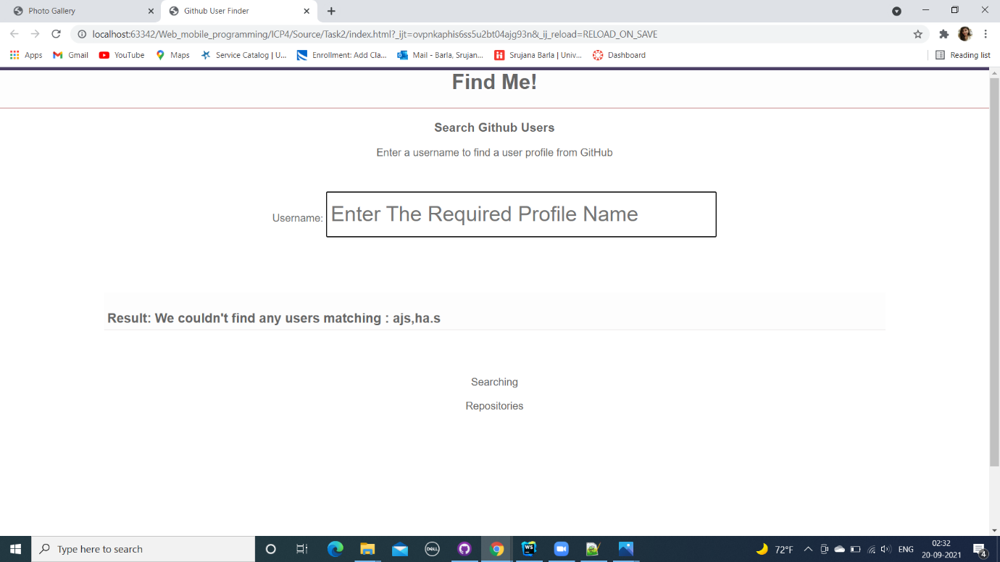 Photo Gallery
Github User Finder
localhost:63342/Web_mobile_programming/ICP4/Source/Task2/index.html?_ijt=ovpnkaphis6ss5u2bt04ajg93n&_ij_reload=RELOAD_ON_SAVE
Apps Gmail YouTube Maps Service Catalog | U... Enrollment: Add Cla... Mail - Barla, Srujan... Srujana Barla | Univ... Dashboard Reading list
Find Me!
Search Github Users
Enter a username to find a user profile from GitHub
Username: Enter The Required Profile Name
Result: We couldn't find any users matching : ajs,ha.s
Searching
Repositories
Type here to search
DELL
WS
72°F
ENG
02:32
20-09-2021
4